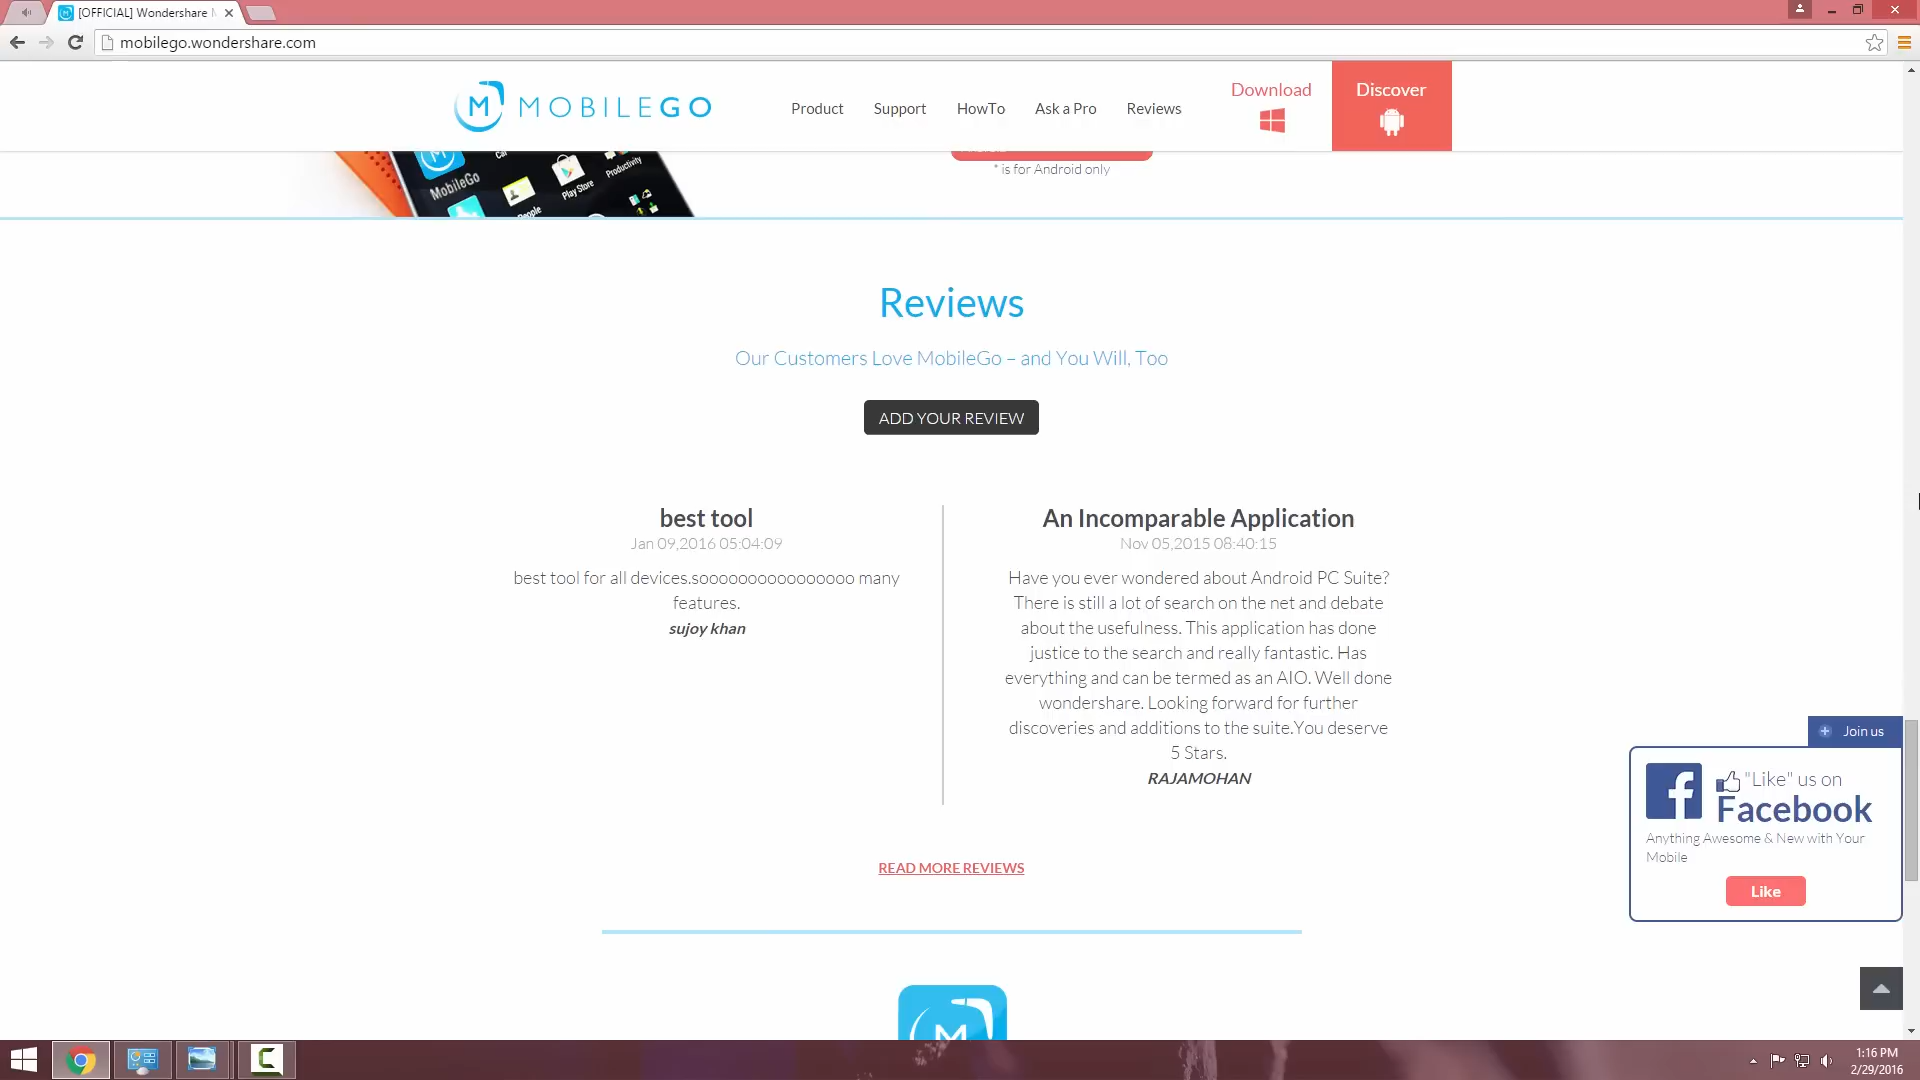 [OFFICIAL] Wondershare
mobilego.wondershare.com
MOBILEGO
Product
Support
HowTo
Ask a Pro
Reviews
Download
Discover
MobileGo
Play Store
Productivity
* is for Android only
Reviews
Our Customers Love MobileGo – and You Will, Too
ADD YOUR REVIEW
best tool
Jan 09,2016 05:04:09
best tool for all devices.soooooooooooooooo many
features.
sujoy khan
An Incomparable Application
Nov 05,2015 08:40:15
Have you ever wondered about Android PC Suite?
There is still a lot of search on the net and debate
about the usefulness. This application has done
justice to the search and really fantastic. Has
everything and can be termed as an AIO. Well done
wondershare. Looking forward for further
discoveries and additions to the suite.You deserve
5 Stars.
RAJAMOHAN
READ MORE REVIEWS
Join us
"Like" us on
Facebook
Anything Awesome & New with Your
Mobile
Like
M
1:16 PM
2/29/2016